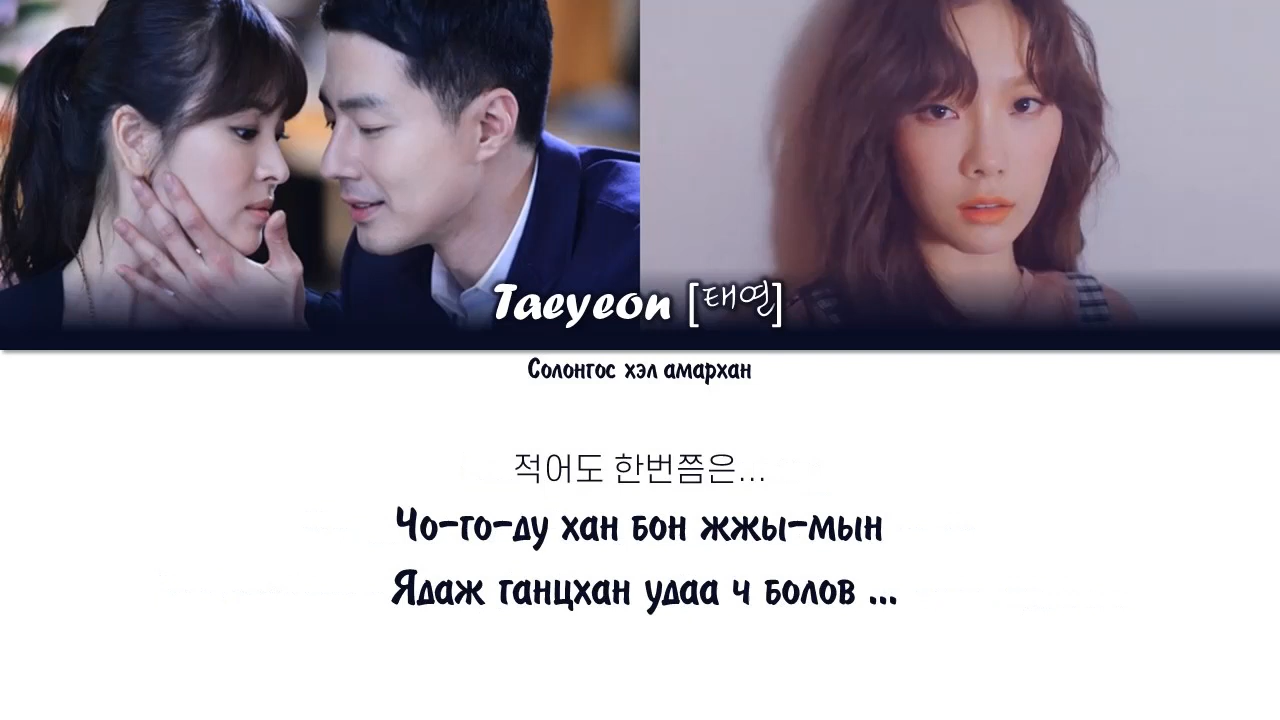 Taeyeon [태영]
Солонгос хэл амархан
적어도 한번쯤은...
Чо-го-ду хан бон жжы-мын
Ядаж ганцхан удаа ч болов ...